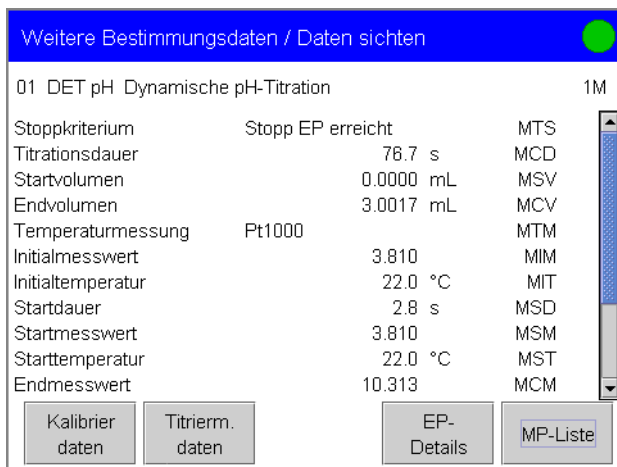 Weitere Bestimmungsdaten / Daten sichten
01 DET pH Dynamische pH-Titration 1M
Stoppkriterium Stopp EP erreicht MTS
Titrationsdauer 76.7 s MCD
Startvolumen 0.0000 mL MSV
Endvolumen 3.0017 mL MCV
Temperaturmessung Pt1000 MTM
Initialmesswert 3.810 MIM
Initialtemperatur 22.0 °C MIT
Startdauer 2.8 s MSD
Startmesswert 3.810 MSM
Starttemperatur 22.0 °C MST
Endmesswert 10.313 MCM
Kalibrier daten
Titrierm. daten
EP- Details
MP-Liste